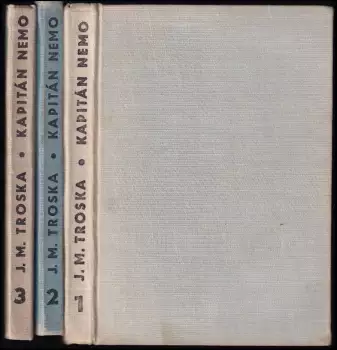 3 J. M. TROSKA • KAPITÁN NEMO
2 J. M. TROSKA • KAPITÁN NEMO
1 J. M. TROSKA • KAPITÁN NEMO